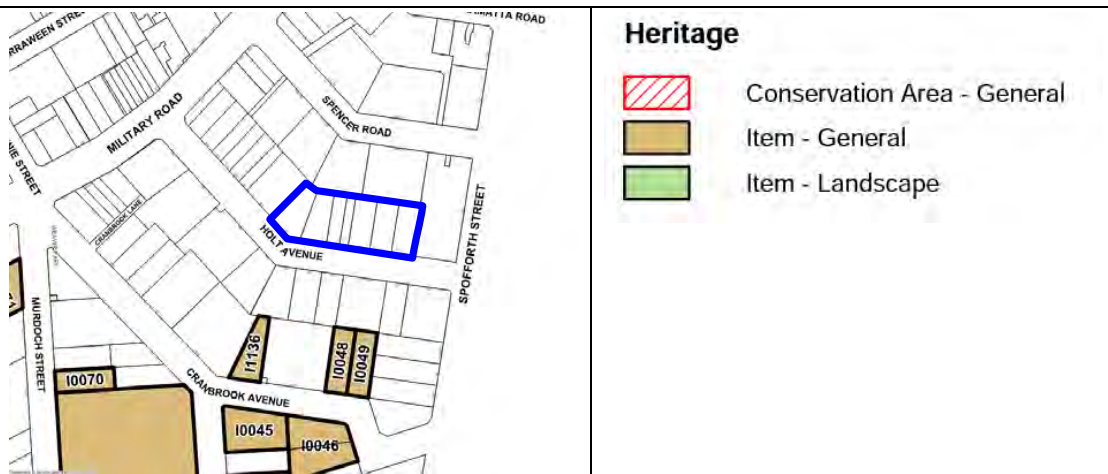 MILITARY ROAD
SPENCER ROAD
CRANBROOK LANE
HOLT AVENUE
SPOFFORTH STREET
MURDOCH STREET
I1136
I0048
I0049
I0070
CRANBROOK AVENUE
I0045
I0046
Heritage
Conservation Area - General
Item - General
Item - Landscape